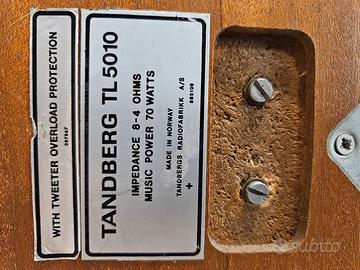 WITH TWEETER OVERLOAD PROTECTION
TANDBERG TL 5010
IMPEDANCE 8-4 OHMS
MUSIC POWER 70 WATTS
+
MADE IN NORWAY
TANDBERGS RADIOFABRIKK A/S
885109
subito